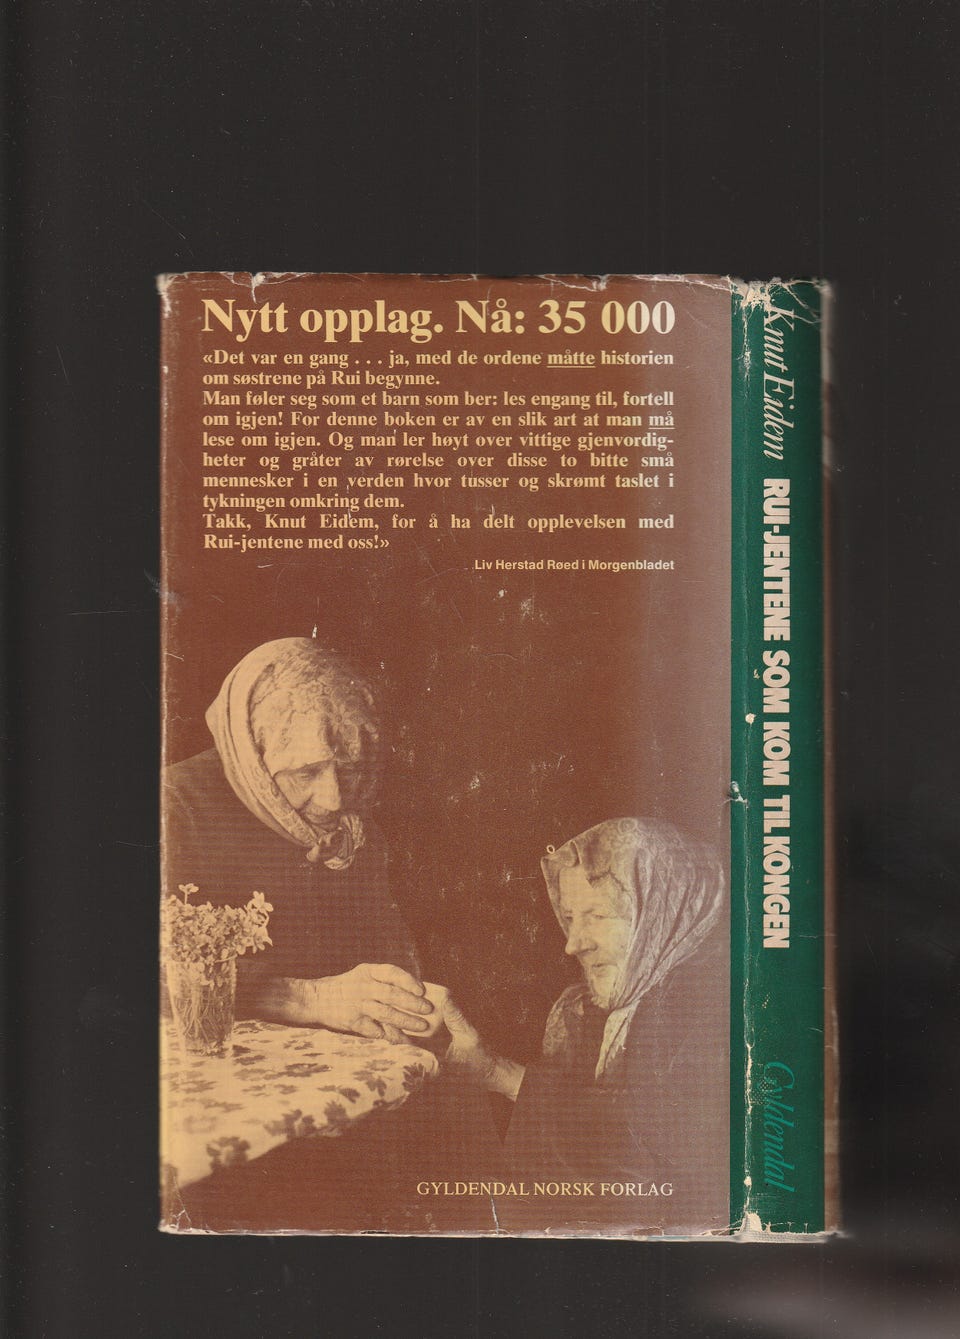 Nytt opplag. Nå: 35 000
«Det var en gang . . . ja, med de ordene måtte historien
om søstrene på Rui begynne.
Man føler seg som et barn som ber: les engang til, fortell
om igjen! For denne boken er av en slik art at man må
lese om igjen. Og man ler høyt over vittige gjenvordig-
heter og gråter av rørelse over disse to bitte små
mennesker i en verden hvor tusser og skrømt taslet i
tykningen omkring dem.
Takk, Knut Eidem, for å ha delt opplevelsen med
Rui-jentene med oss!»
Liv Herstad Røed i Morgenbladet
GYLDENDAL NORSK FORLAG
Knut Eidem RUI-JENTENE SOM KOM TIL KONGEN Gyldendal